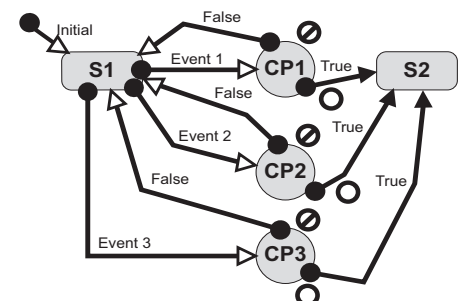 Initial
False
S1
Event 1
CP1
True
S2
False
Event 2
True
CP2
False
True
Event 3
CP3